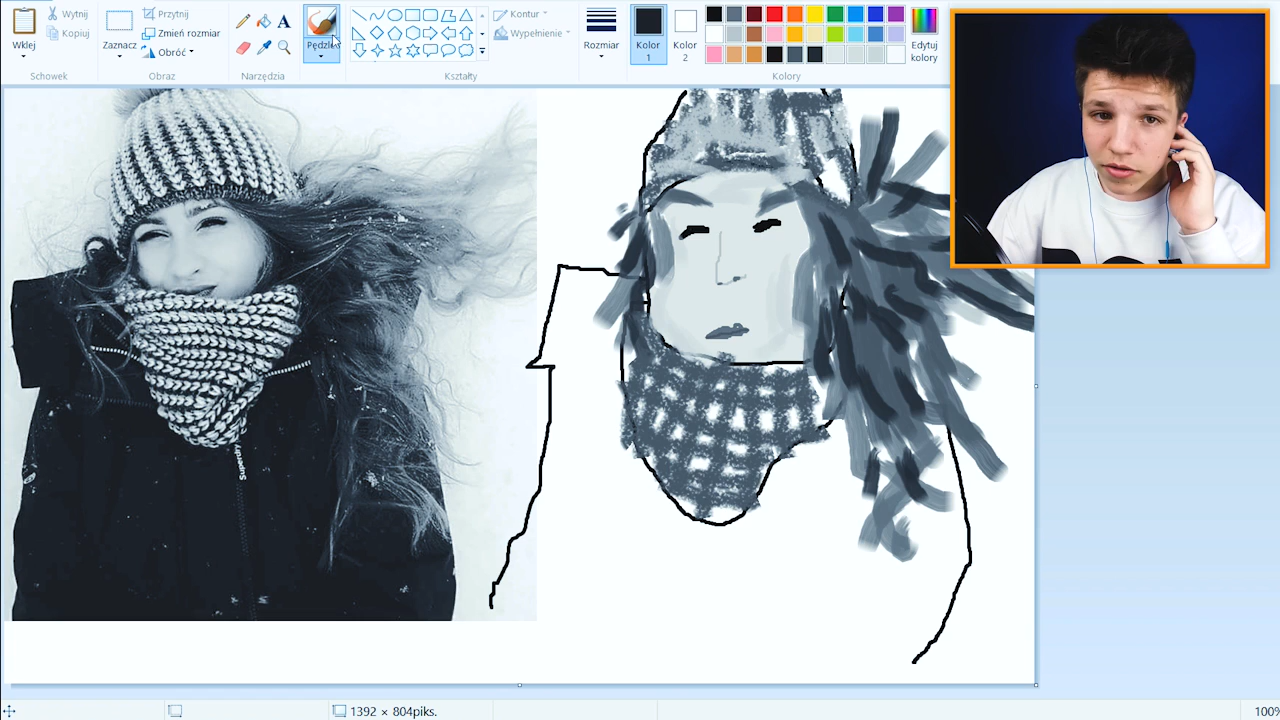 Wklej
Wytnij
Kopiuj
Schowek
Zaznacz
Przytnij
Zmień rozmiar
Obróć
Obraz
A
Narzędzia
Pędzle
Kształty
Kontur
Wypełnienie
Rozmiar
Kolor
1
Kolor
2
Kolory
Edytuj
kolory
Superdry
1392 × 804piks.
100%